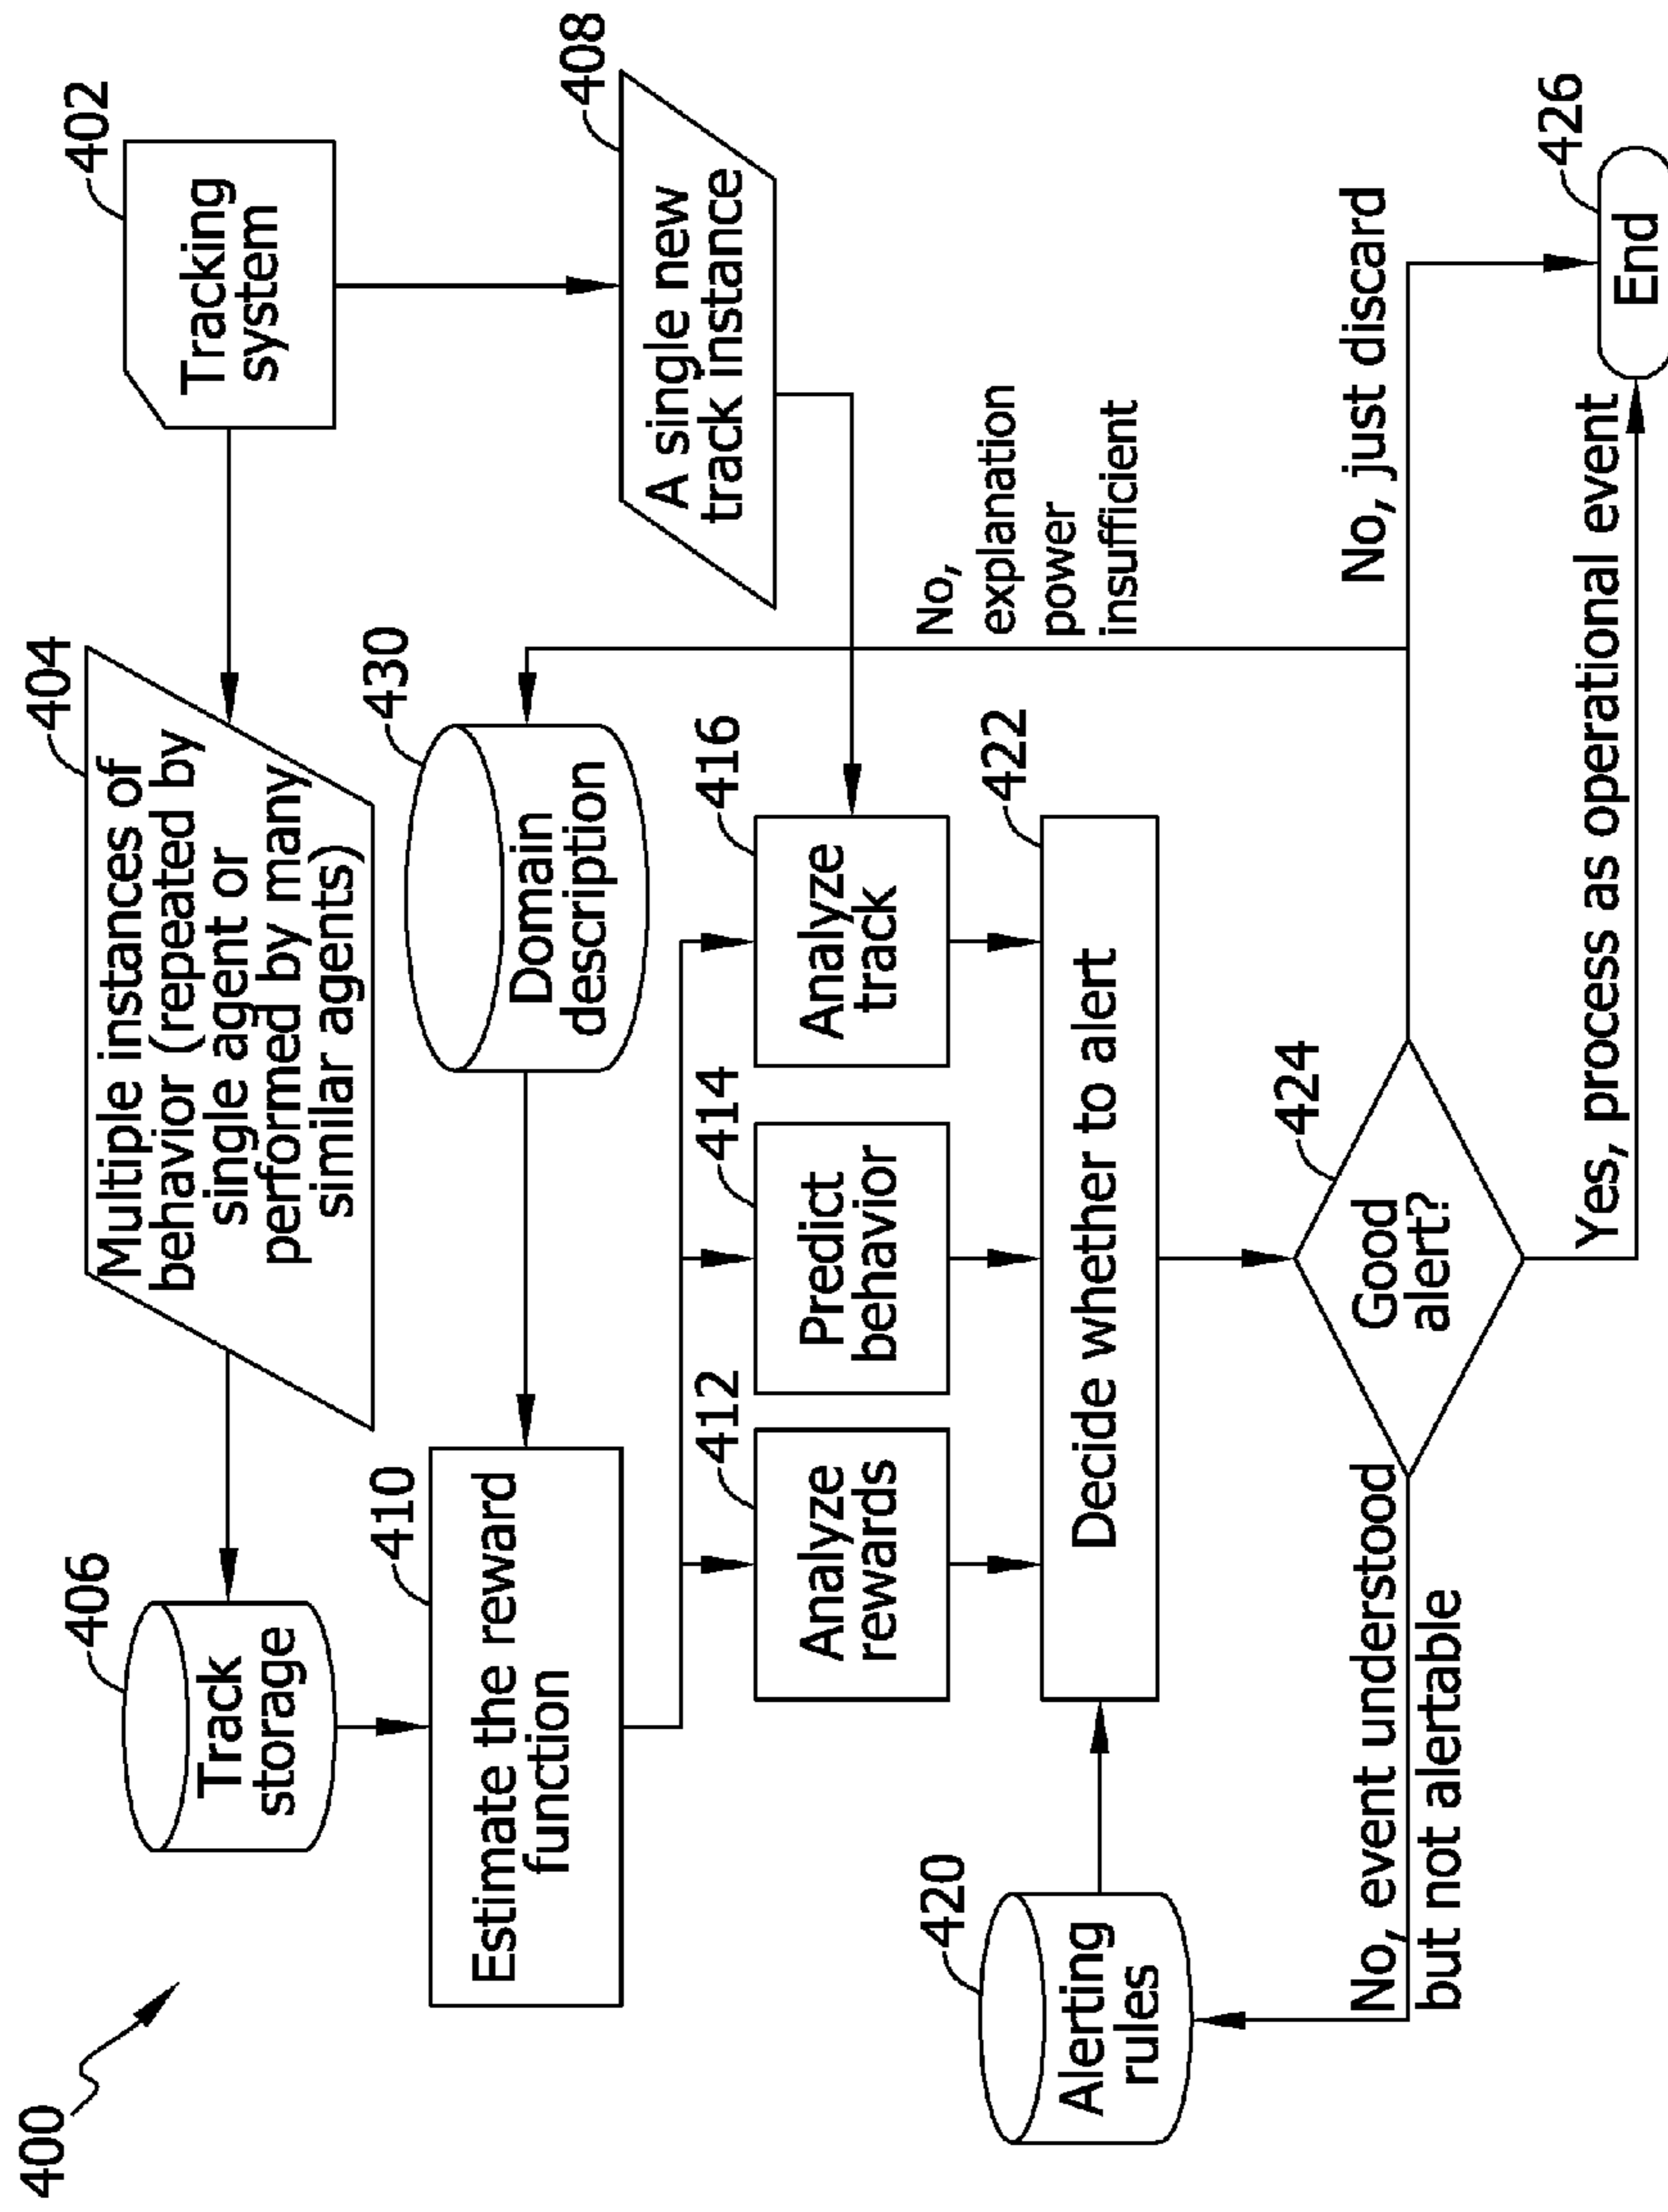 400
402
Tracking
system
404
Multiple instances of
behavior (repeated by
single agent or
performed by many
similar agents)
406
Track
storage
408
A single new
track instance
410
Estimate the reward
function
430
Domain
description
412
Analyze
rewards
414
Predict
behavior
416
Analyze
track
No,
explanation
power
insufficient
420
Alerting
rules
422
Decide whether to alert
424
Good
alert?
No, event understood
but not alertable
No, just discard
Yes, process as operational event
426
End